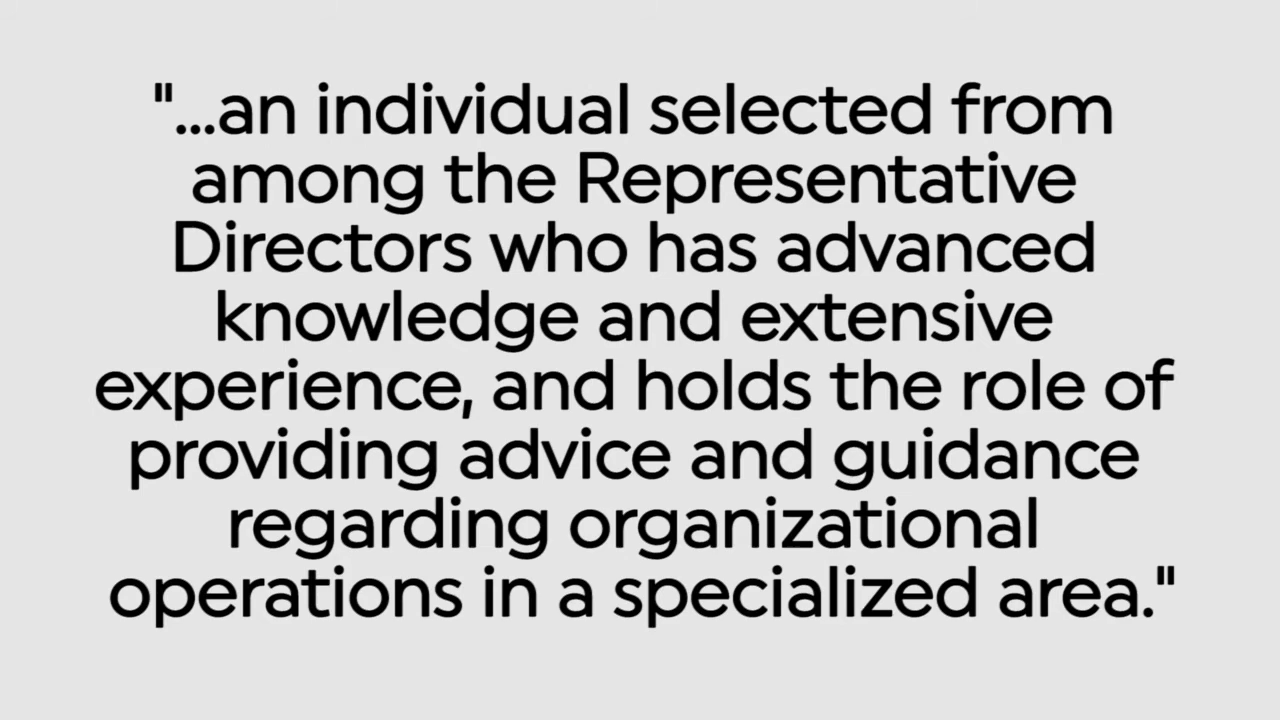 "...an individual selected from
among the Representative
Directors who has advanced
knowledge and extensive
experience, and holds the role of
providing advice and guidance
regarding organizational
operations in a specialized area."